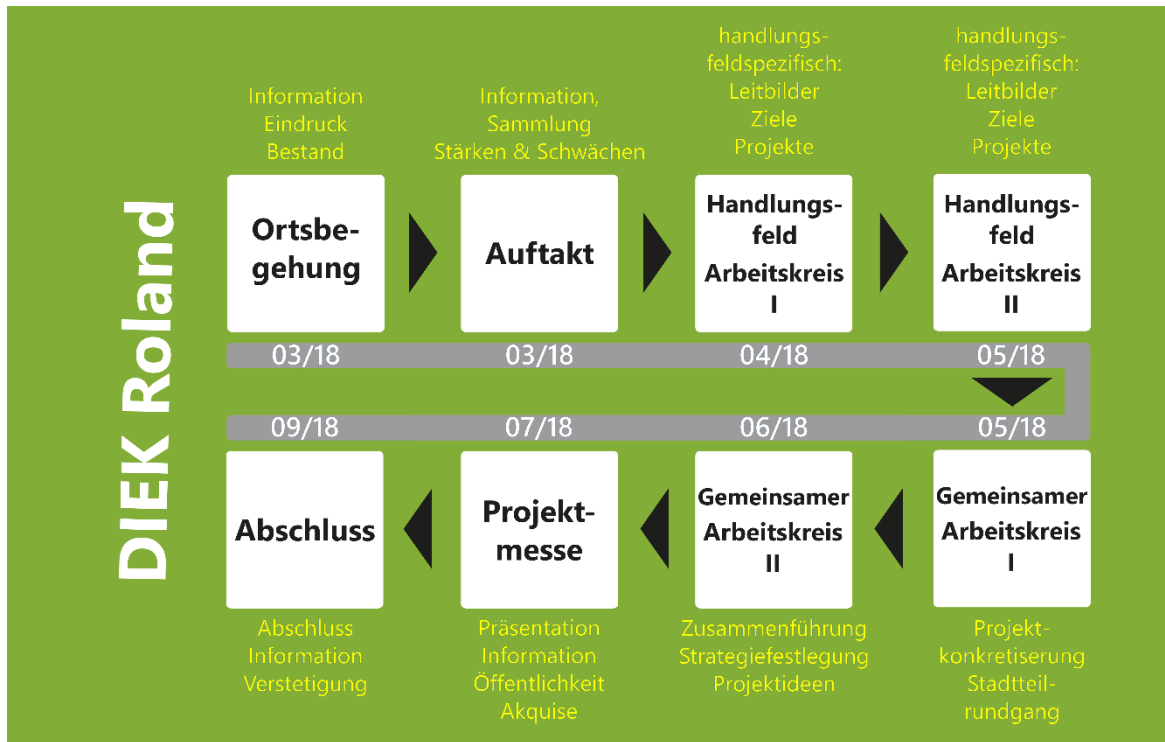 DIEK Roland
Information
Eindruck
Bestand
Ortsbe-
gehung
03/18
Information,
Sammlung
Stärken & Schwächen
Auftakt
03/18
handlungs-
feldspezifisch:
Leitbilder
Ziele
Projekte
Handlungs-
feld
Arbeitskreis
I
04/18
handlungs-
feldspezifisch:
Leitbilder
Ziele
Projekte
Handlungs-
feld
Arbeitskreis
II
05/18
05/18
Gemeinsamer
Arbeitskreis
I
Projekt-
konkretiserung
Stadtteil-
rundgang
06/18
Gemeinsamer
Arbeitskreis
II
Zusammenführung
Strategiefestlegung
Projektideen
07/18
Projekt-
messe
Präsentation
Information
Öffentlichkeit
Akquise
09/18
Abschluss
Abschluss
Information
Verstetigung